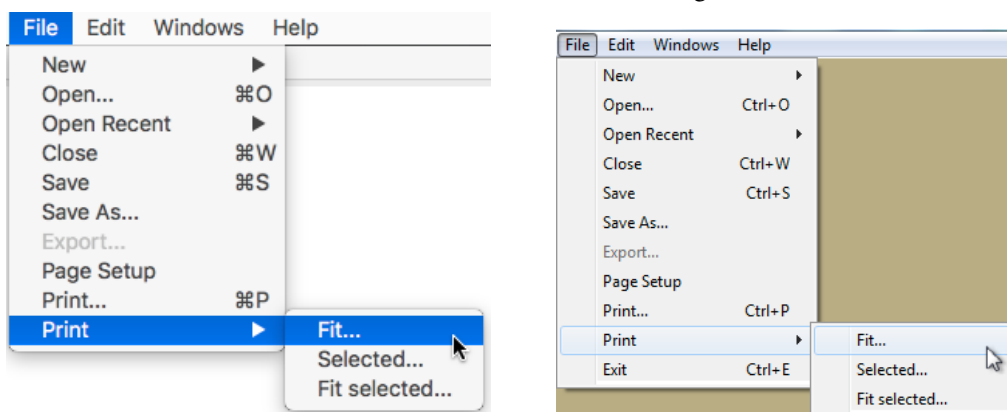 File Edit Windows Help
New ▶
Open... ⌘O
Open Recent ▶
Close ⌘W
Save ⌘S
Save As...
Export...
Page Setup
Print... ⌘P
Print ▶
Fit...
Selected...
Fit selected...
File Edit Windows Help
New ▶
Open... Ctrl+O
Open Recent ▶
Close Ctrl+W
Save Ctrl+S
Save As...
Export...
Page Setup
Print... Ctrl+P
Print ▶
Exit Ctrl+E
Fit...
Selected...
Fit selected...